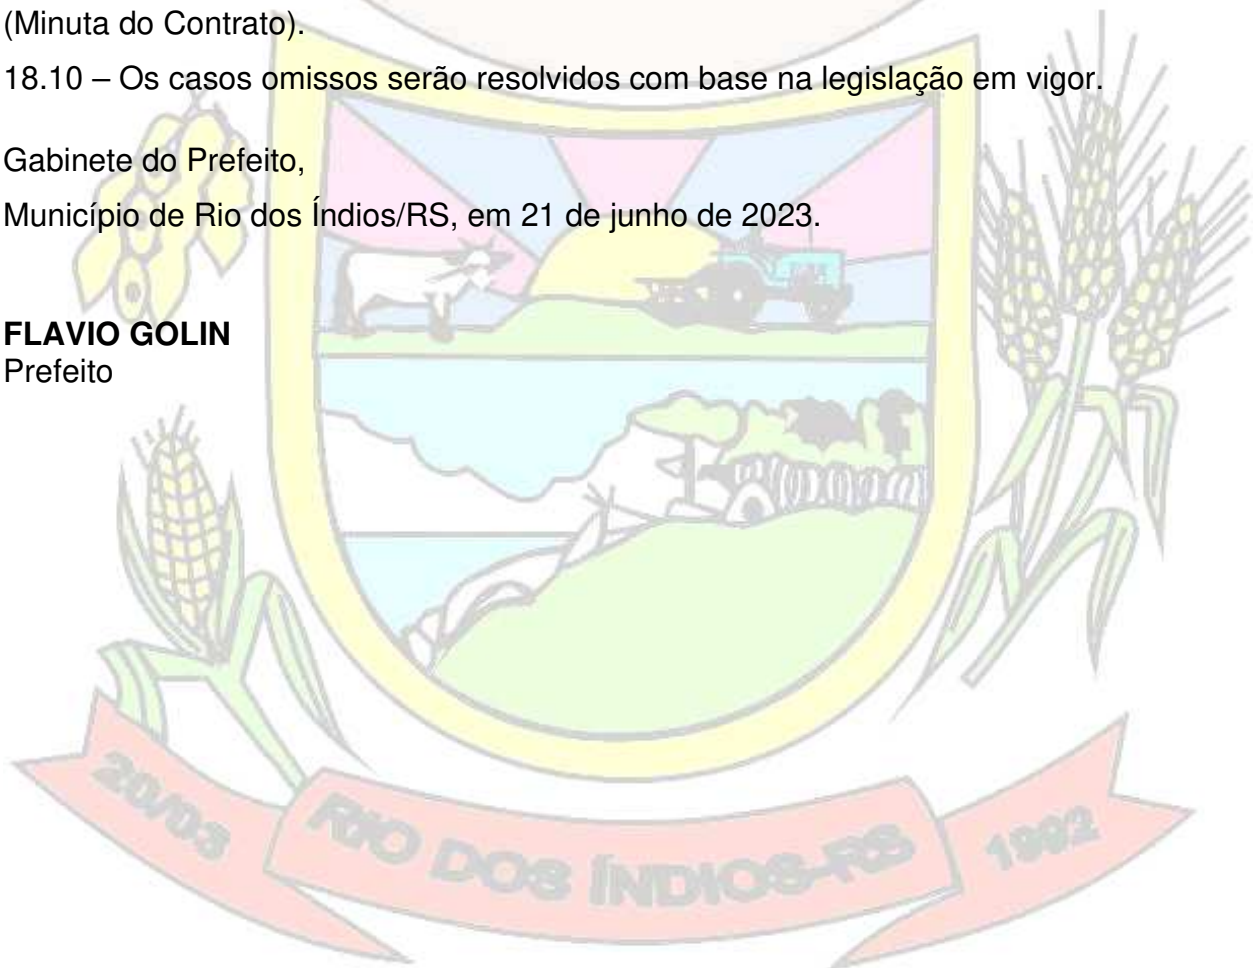 (Minuta do Contrato).
18.10 – Os casos omissos serão resolvidos com base na legislação em vigor.
Gabinete do Prefeito,
Município de Rio dos Índios/RS, em 21 de junho de 2023.
FLAVIO GOLIN
Prefeito
20/03
RIO DOS ÍNDIOS-RS
1992